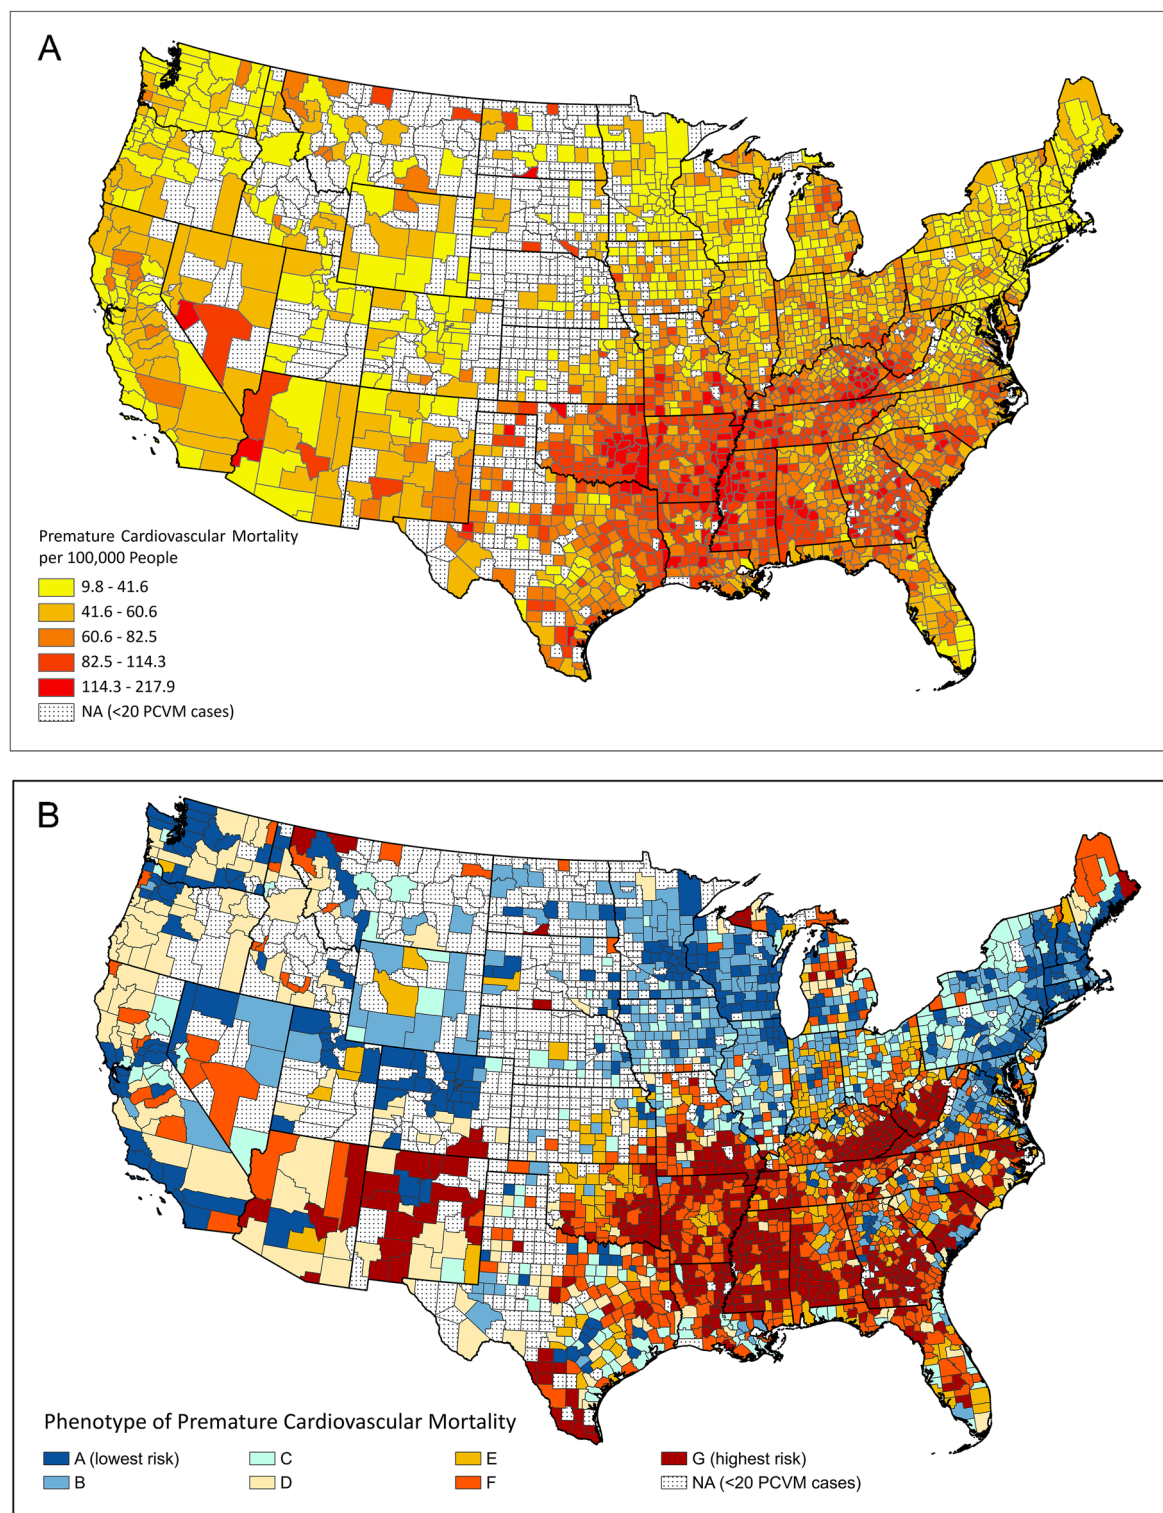 A
Premature Cardiovascular Mortality
per 100,000 People
9.8 - 41.6
41.6 - 60.6
60.6 - 82.5
82.5 - 114.3
114.3 - 217.9
NA (<20 PCVM cases)
B
Phenotype of Premature Cardiovascular Mortality
A (lowest risk)
C
E
G (highest risk)
B
D
F
NA (<20 PCVM cases)